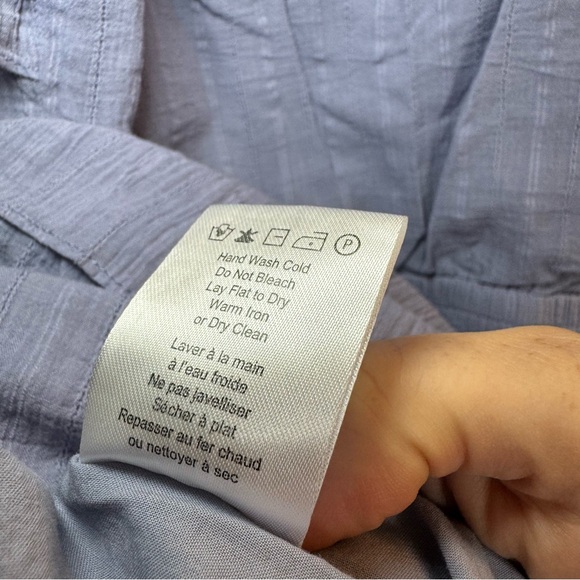 P
Hand Wash Cold
Do Not Bleach
Lay Flat to Dry
Warm Iron
or Dry Clean
Laver à la main
à l'eau froide
Ne pas javelliser
Sécher à plat
Repasser au fer chaud
ou nettoyer à sec